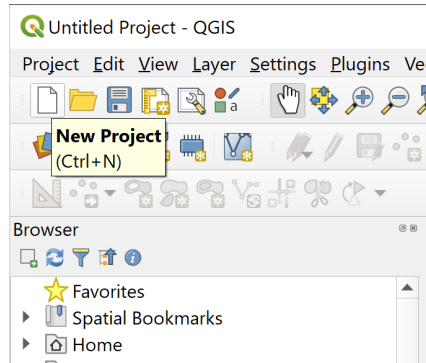 Untitled Project - QGIS
Project Edit View Layer Settings Plugins Ve
a
New Project
(Ctrl+N)
Browser
Favorites
Spatial Bookmarks
Home